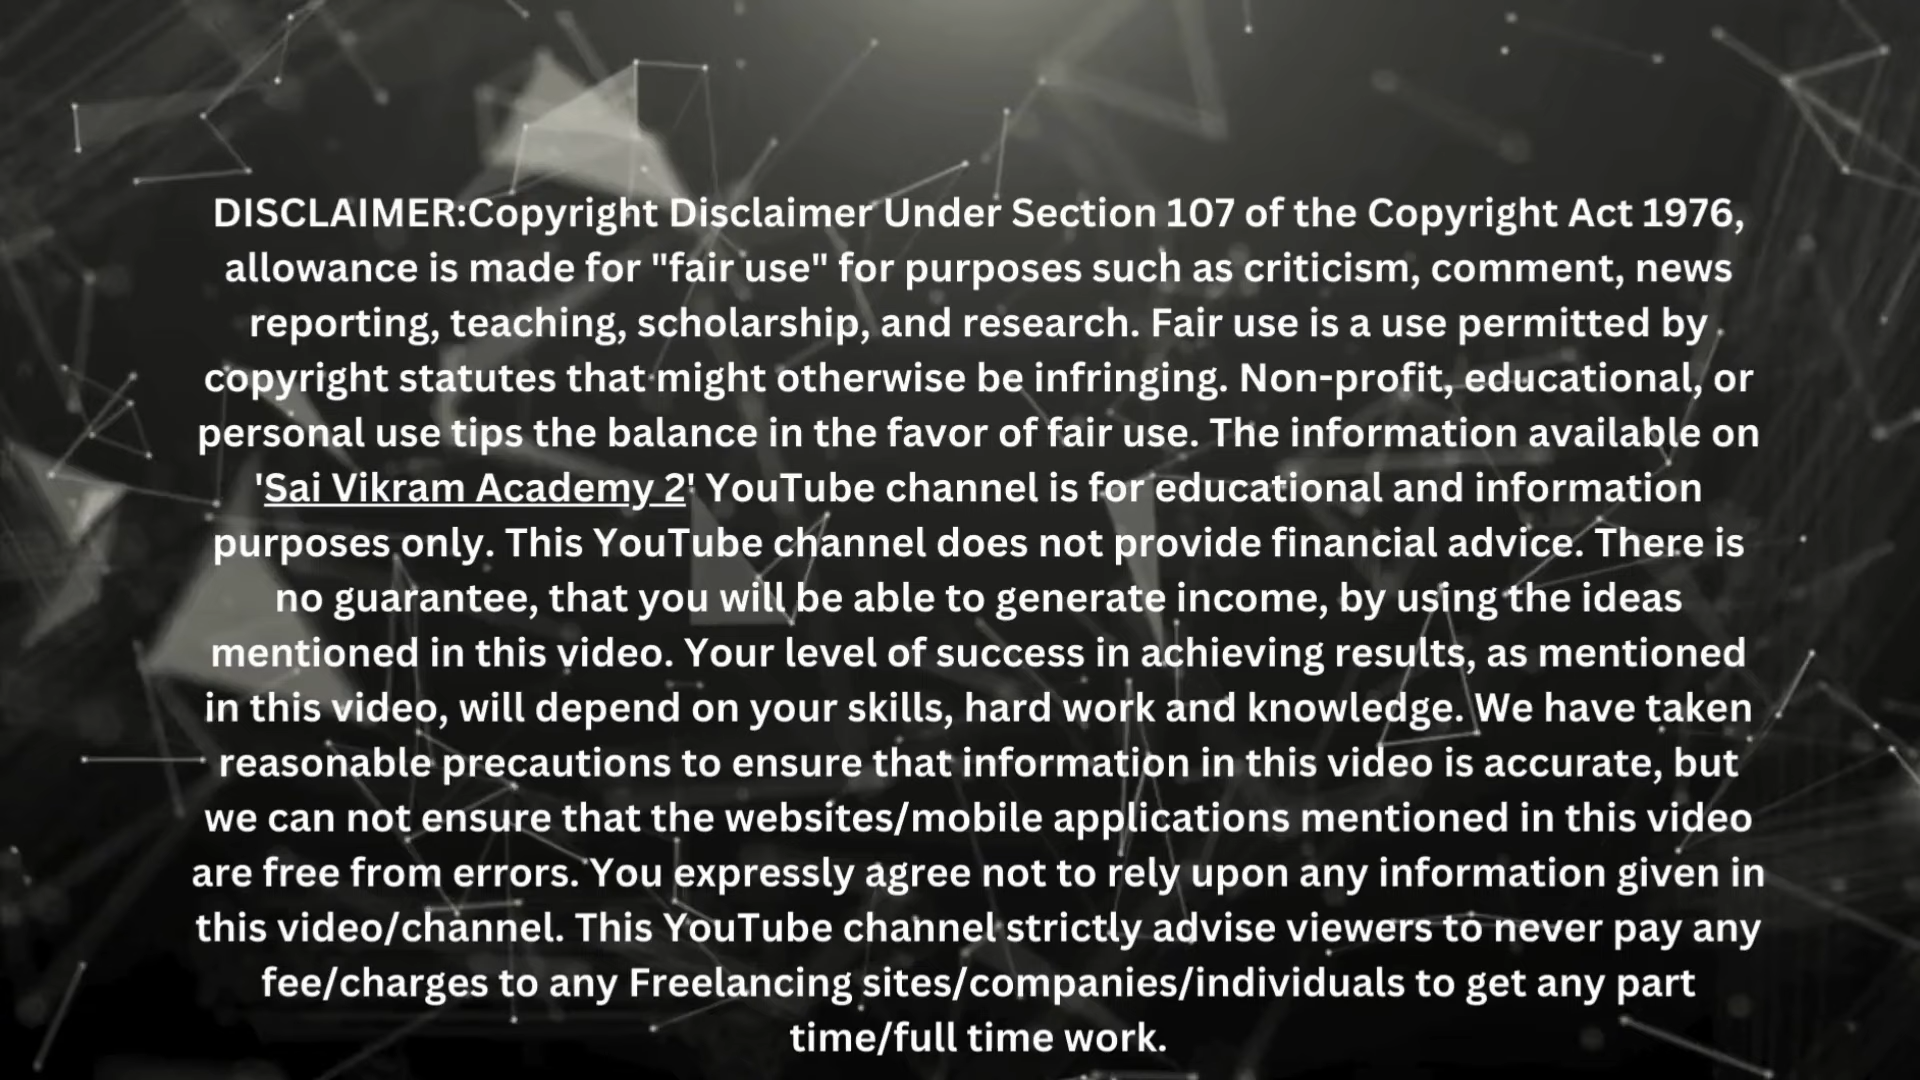 DISCLAIMER:Copyright Disclaimer Under Section 107 of the Copyright Act 1976,
allowance is made for "fair use" for purposes such as criticism, comment, news
reporting, teaching, scholarship, and research. Fair use is a use permitted by
copyright statutes that might otherwise be infringing. Non-profit, educational, or
personal use tips the balance in the favor of fair use. The information available on
'Sai Vikram Academy 2' YouTube channel is for educational and information
purposes only. This YouTube channel does not provide financial advice. There is
no guarantee, that you will be able to generate income, by using the ideas
mentioned in this video. Your level of success in achieving results, as mentioned
in this video, will depend on your skills, hard work and knowledge. We have taken
reasonable precautions to ensure that information in this video is accurate, but
we can not ensure that the websites/mobile applications mentioned in this video
are free from errors. You expressly agree not to rely upon any information given in
this video/channel. This YouTube channel strictly advise viewers to never pay any
fee/charges to any Freelancing sites/companies/individuals to get any part
time/full time work.